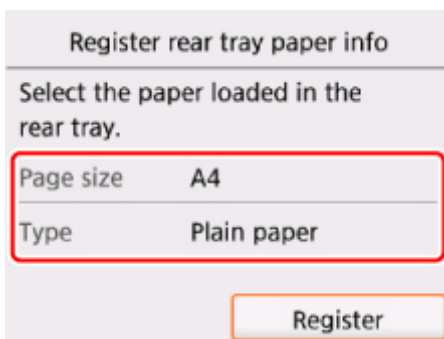 Register rear tray paper info
Select the paper loaded in the
rear tray.
Page size A4
Type Plain paper
Register